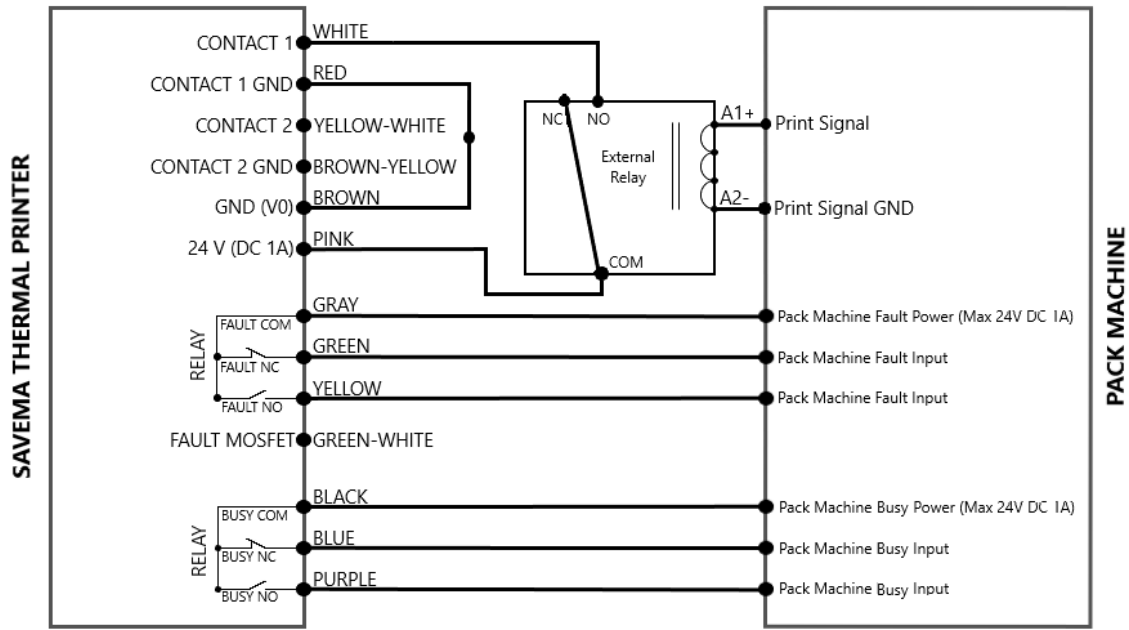 SAVEMA THERMAL PRINTER
CONTACT 1
WHITE
CONTACT 1 GND
RED
CONTACT 2
YELLOW-WHITE
CONTACT 2 GND
BROWN-YELLOW
GND (V0)
BROWN
24 V (DC 1A)
PINK
NC
NO
External
Relay
COM
A1+
Print Signal
A2-
Print Signal GND
RELAY
FAULT COM
GRAY
Pack Machine Fault Power (Max 24V DC 1A)
FAULT NC
GREEN
Pack Machine Fault Input
FAULT NO
YELLOW
Pack Machine Fault Input
FAULT MOSFET
GREEN-WHITE
RELAY
BUSY COM
BLACK
Pack Machine Busy Power (Max 24V DC 1A)
BUSY NC
BLUE
Pack Machine Busy Input
BUSY NO
PURPLE
Pack Machine Busy Input
PACK MACHINE